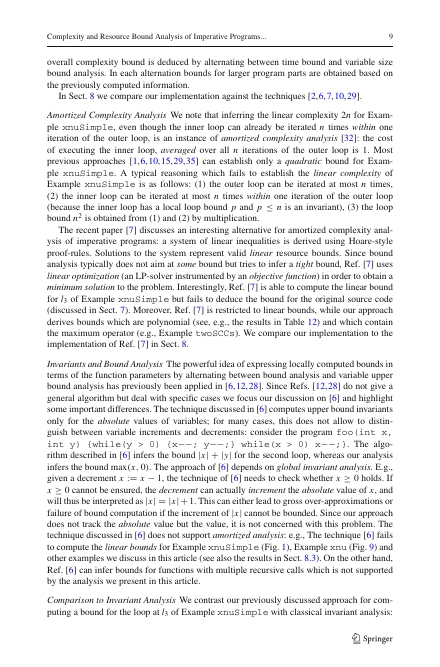 Complexity and Resource Bound Analysis of Imperative Programs... 9
overall complexity bound is deduced by alternating between time bound and variable size
bound analysis. In each alternation bounds for larger program parts are obtained based on
the previously computed information.
In Sect. 8 we compare our implementation against the techniques [2,6,7,10,29].
Amortized Complexity Analysis We note that inferring the linear complexity 2n for Exam-
ple xnuSimple, even though the inner loop can already be iterated n times within one
iteration of the outer loop, is an instance of amortized complexity analysis [32]: the cost
of executing the inner loop, averaged over all n iterations of the outer loop is 1. Most
previous approaches [1,6,10,15,29,35] can establish only a quadratic bound for Exam-
ple xnuSimple. A typical reasoning which fails to establish the linear complexity of
Example xnuSimple is as follows: (1) the outer loop can be iterated at most n times,
(2) the inner loop can be iterated at most n times within one iteration of the outer loop
(because the inner loop has a local loop bound p and p ≤ n is an invariant), (3) the loop
bound n² is obtained from (1) and (2) by multiplication.
The recent paper [7] discusses an interesting alternative for amortized complexity anal-
ysis of imperative programs: a system of linear inequalities is derived using Hoare-style
proof-rules. Solutions to the system represent valid linear resource bounds. Since bound
analysis typically does not aim at some bound but tries to infer a tight bound, Ref. [7] uses
linear optimization (an LP-solver instrumented by an objective function) in order to obtain a
minimum solution to the problem. Interestingly, Ref. [7] is able to compute the linear bound
for l₃ of Example xnuSimple but fails to deduce the bound for the original source code
(discussed in Sect. 7). Moreover, Ref. [7] is restricted to linear bounds, while our approach
derives bounds which are polynomial (see, e.g., the results in Table 12) and which contain
the maximum operator (e.g., Example twoSCCs). We compare our implementation to the
implementation of Ref. [7] in Sect. 8.
Invariants and Bound Analysis The powerful idea of expressing locally computed bounds in
terms of the function parameters by alternating between bound analysis and variable upper
bound analysis has previously been applied in [6,12,28]. Since Refs. [12,28] do not give a
general algorithm but deal with specific cases we focus our discussion on [6] and highlight
some important differences. The technique discussed in [6] computes upper bound invariants
only for the absolute values of variables; for many cases, this does not allow to distin-
guish between variable increments and decrements: consider the program foo(int x,
int y) {while(y > 0) {x--; y--;} while(x > 0) x--;}. The algo-
rithm described in [6] infers the bound |x| + |y| for the second loop, whereas our analysis
infers the bound max(x, 0). The approach of [6] depends on global invariant analysis. E.g.,
given a decrement x := x − 1, the technique of [6] needs to check whether x ≥ 0 holds. If
x ≥ 0 cannot be ensured, the decrement can actually increment the absolute value of x, and
will thus be interpreted as |x| = |x| + 1. This can either lead to gross over-approximations or
failure of bound computation if the increment of |x| cannot be bounded. Since our approach
does not track the absolute value but the value, it is not concerned with this problem. The
technique discussed in [6] does not support amortized analysis: e.g., The technique [6] fails
to compute the linear bounds for Example xnuSimple (Fig. 1), Example xnu (Fig. 9) and
other examples we discuss in this article (see also the results in Sect. 8.3). On the other hand,
Ref. [6] can infer bounds for functions with multiple recursive calls which is not supported
by the analysis we present in this article.
Comparison to Invariant Analysis We contrast our previously discussed approach for com-
puting a bound for the loop at l₃ of Example xnuSimple with classical invariant analysis:
Springer